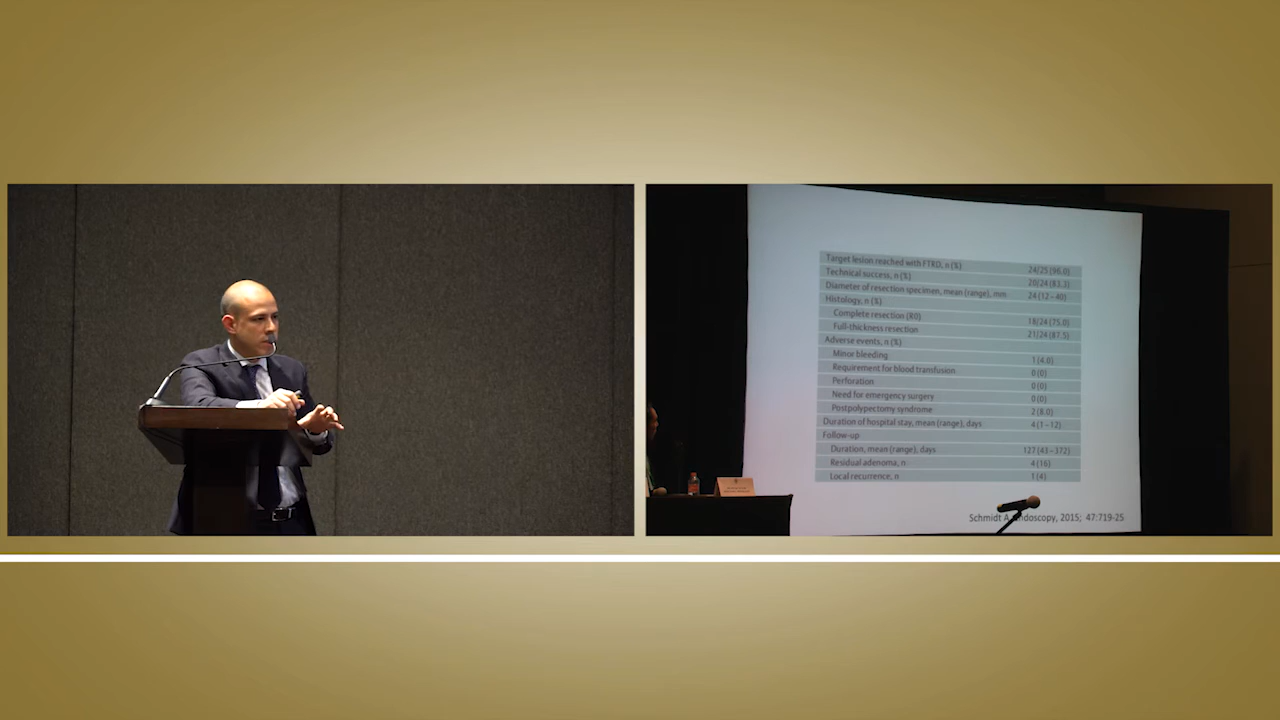 Target lesion reached with FTRD, n (%) 24/25 (96.0)
Technical success, n (%) 20/24 (83.3)
Diameter of resection specimen, mean (range), mm 24 (12–40)
Histology, n (%)
Complete resection (R0) 18/24 (75.0)
Full-thickness resection 21/24 (87.5)
Adverse events, n (%)
Minor bleeding 1 (4.0)
Requirement for blood transfusion 0 (0)
Perforation 0 (0)
Need for emergency surgery 0 (0)
Postpolypectomy syndrome 2 (8.0)
Duration of hospital stay, mean (range), days 4 (1–12)
Follow-up
Duration, mean (range), days 127 (43–372)
Residual adenoma, n 4 (16)
Local recurrence, n 1 (4)
Schmidt A. Endoscopy, 2015; 47:719-25